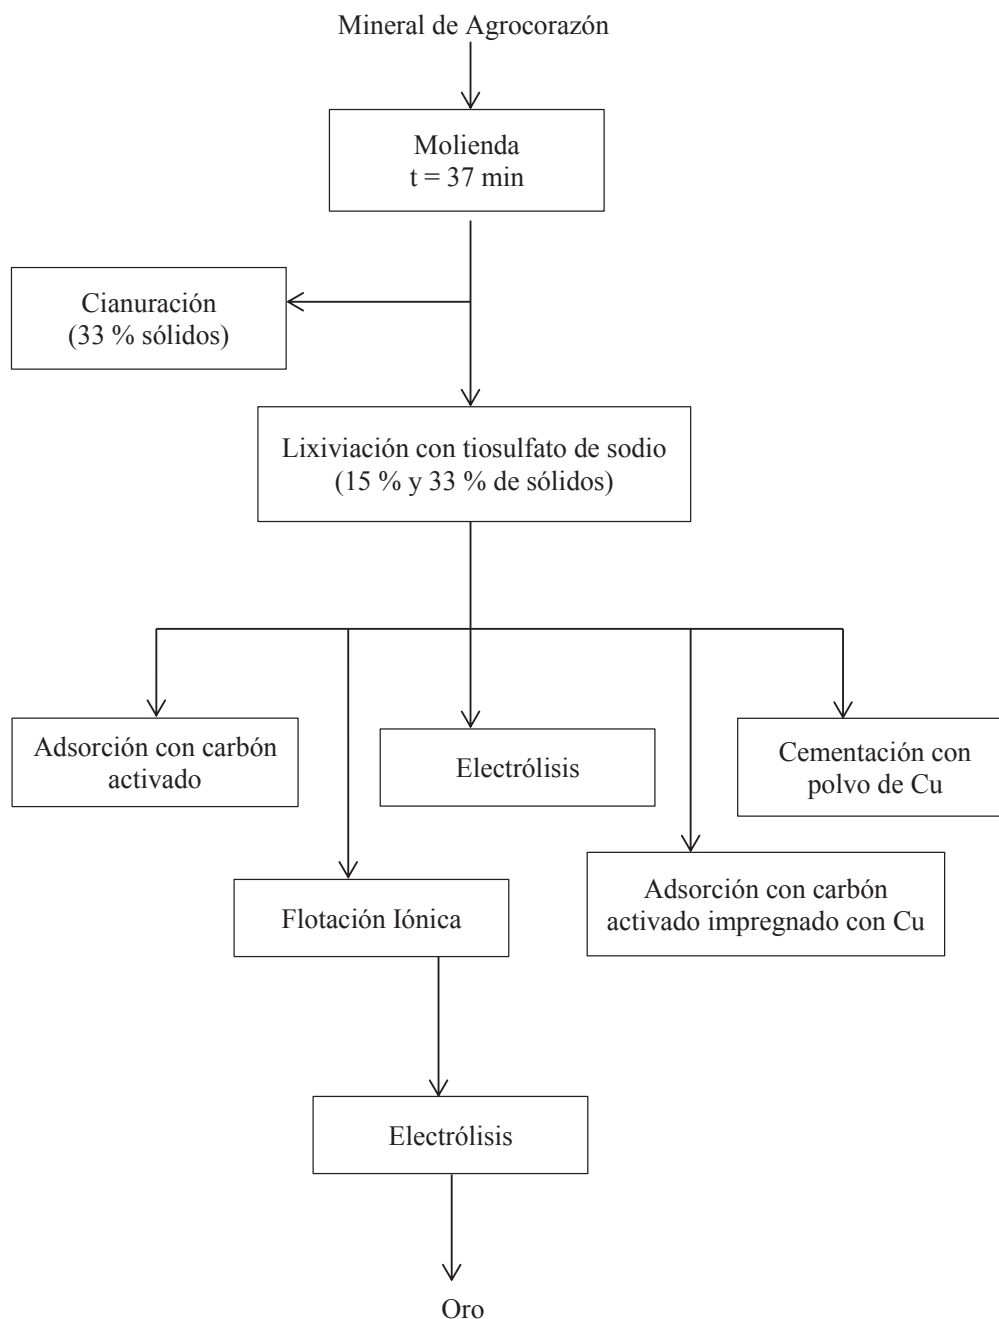 Mineral de Agrocorazón
Molienda
t = 37 min
Cianuración
(33 % sólidos)
Lixiviación con tiosulfato de sodio
(15 % y 33 % de sólidos)
Adsorción con carbón
activado
Electrólisis
Cementación con
polvo de Cu
Flotación Iónica
Adsorción con carbón
activado impregnado con Cu
Electrólisis
Oro